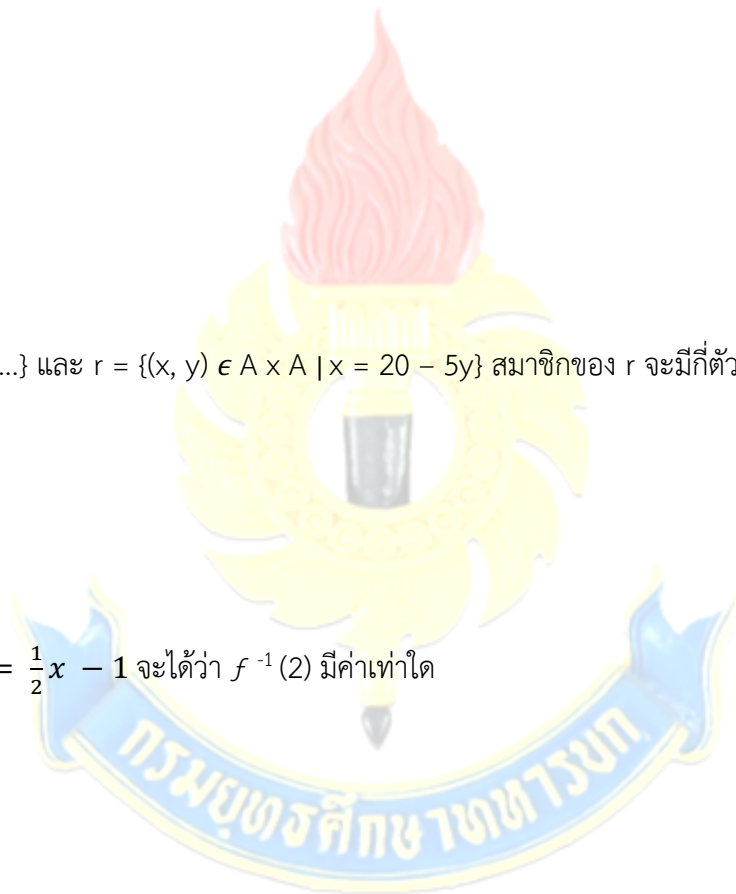 ...} และ r = {(x, y) ϵ A x A | x = 20 – 5y} สมาชิกของ r จะมีกี่ตัว
= ½x − 1 จะได้ว่า f ⁻¹ (2) มีค่าเท่าใด
กรมยุทธศึกษาทหารบก